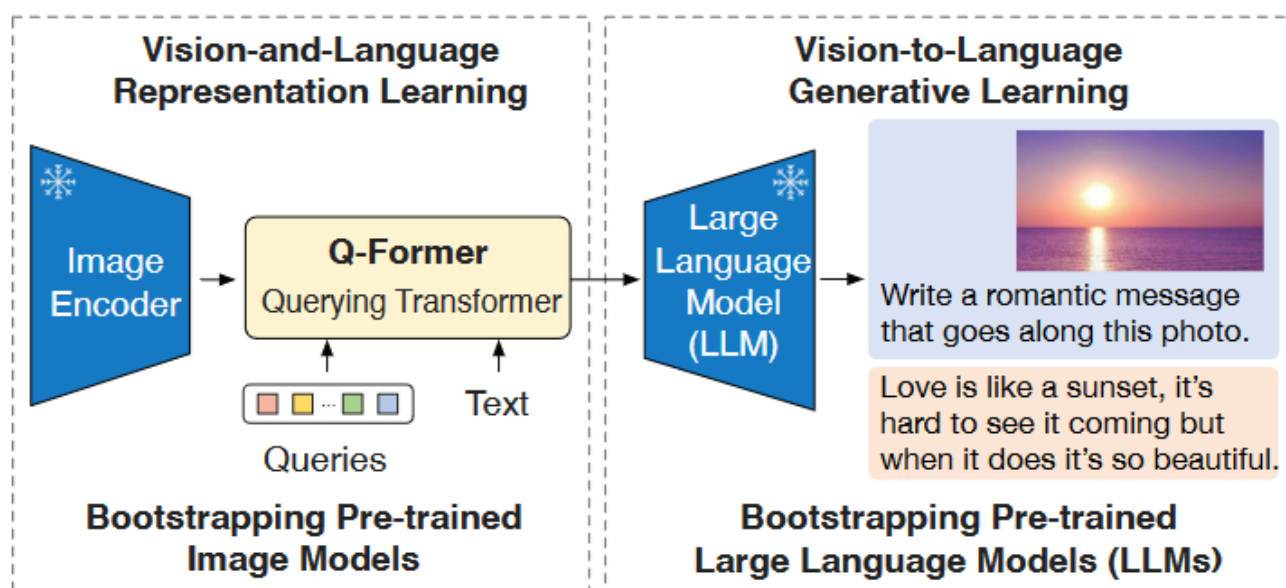 Vision-and-Language
Representation Learning
Image
Encoder
Q-Former
Querying Transformer
...
Queries
Text
Bootstrapping Pre-trained
Image Models
Vision-to-Language
Generative Learning
Large
Language
Model
(LLM)
Write a romantic message
that goes along this photo.
Love is like a sunset, it's
hard to see it coming but
when it does it's so beautiful.
Bootstrapping Pre-trained
Large Language Models (LLMs)